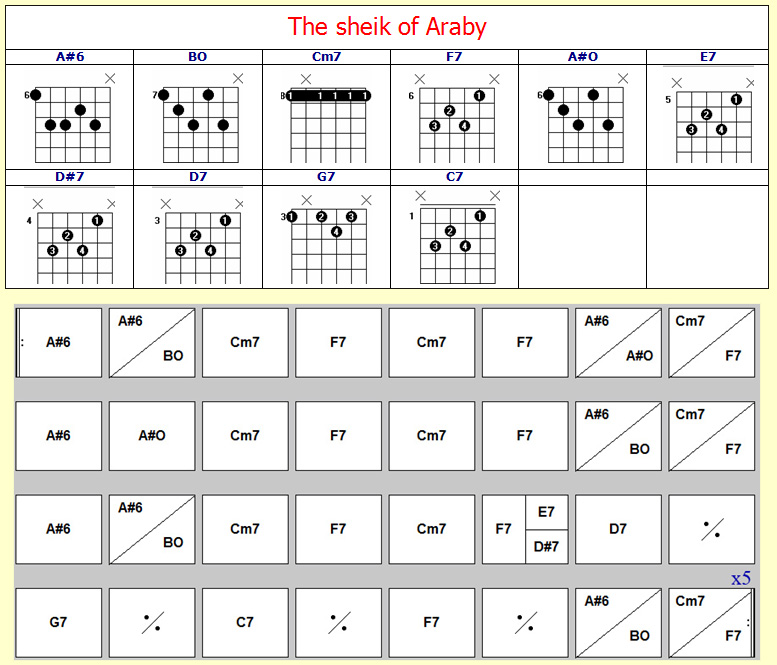 The sheik of Araby
A#6 BO Cm7 F7 A#O E7
6 7 8 1 1 1 1 1 6 1 2 3 4 6 5 1 2 3 4
D#7 D7 G7 C7
4 1 2 3 4 3 1 2 3 4 3 1 2 3 4 1 1 2 3 4
: A#6 A#6 BO Cm7 F7 Cm7 F7 A#6 A#O Cm7 F7
A#6 A#O Cm7 F7 Cm7 F7 A#6 BO Cm7 F7
A#6 A#6 BO Cm7 F7 Cm7 F7 E7 D#7 D7 ٪
x5
G7 ٪ C7 ٪ F7 ٪ A#6 BO Cm7 F7 :